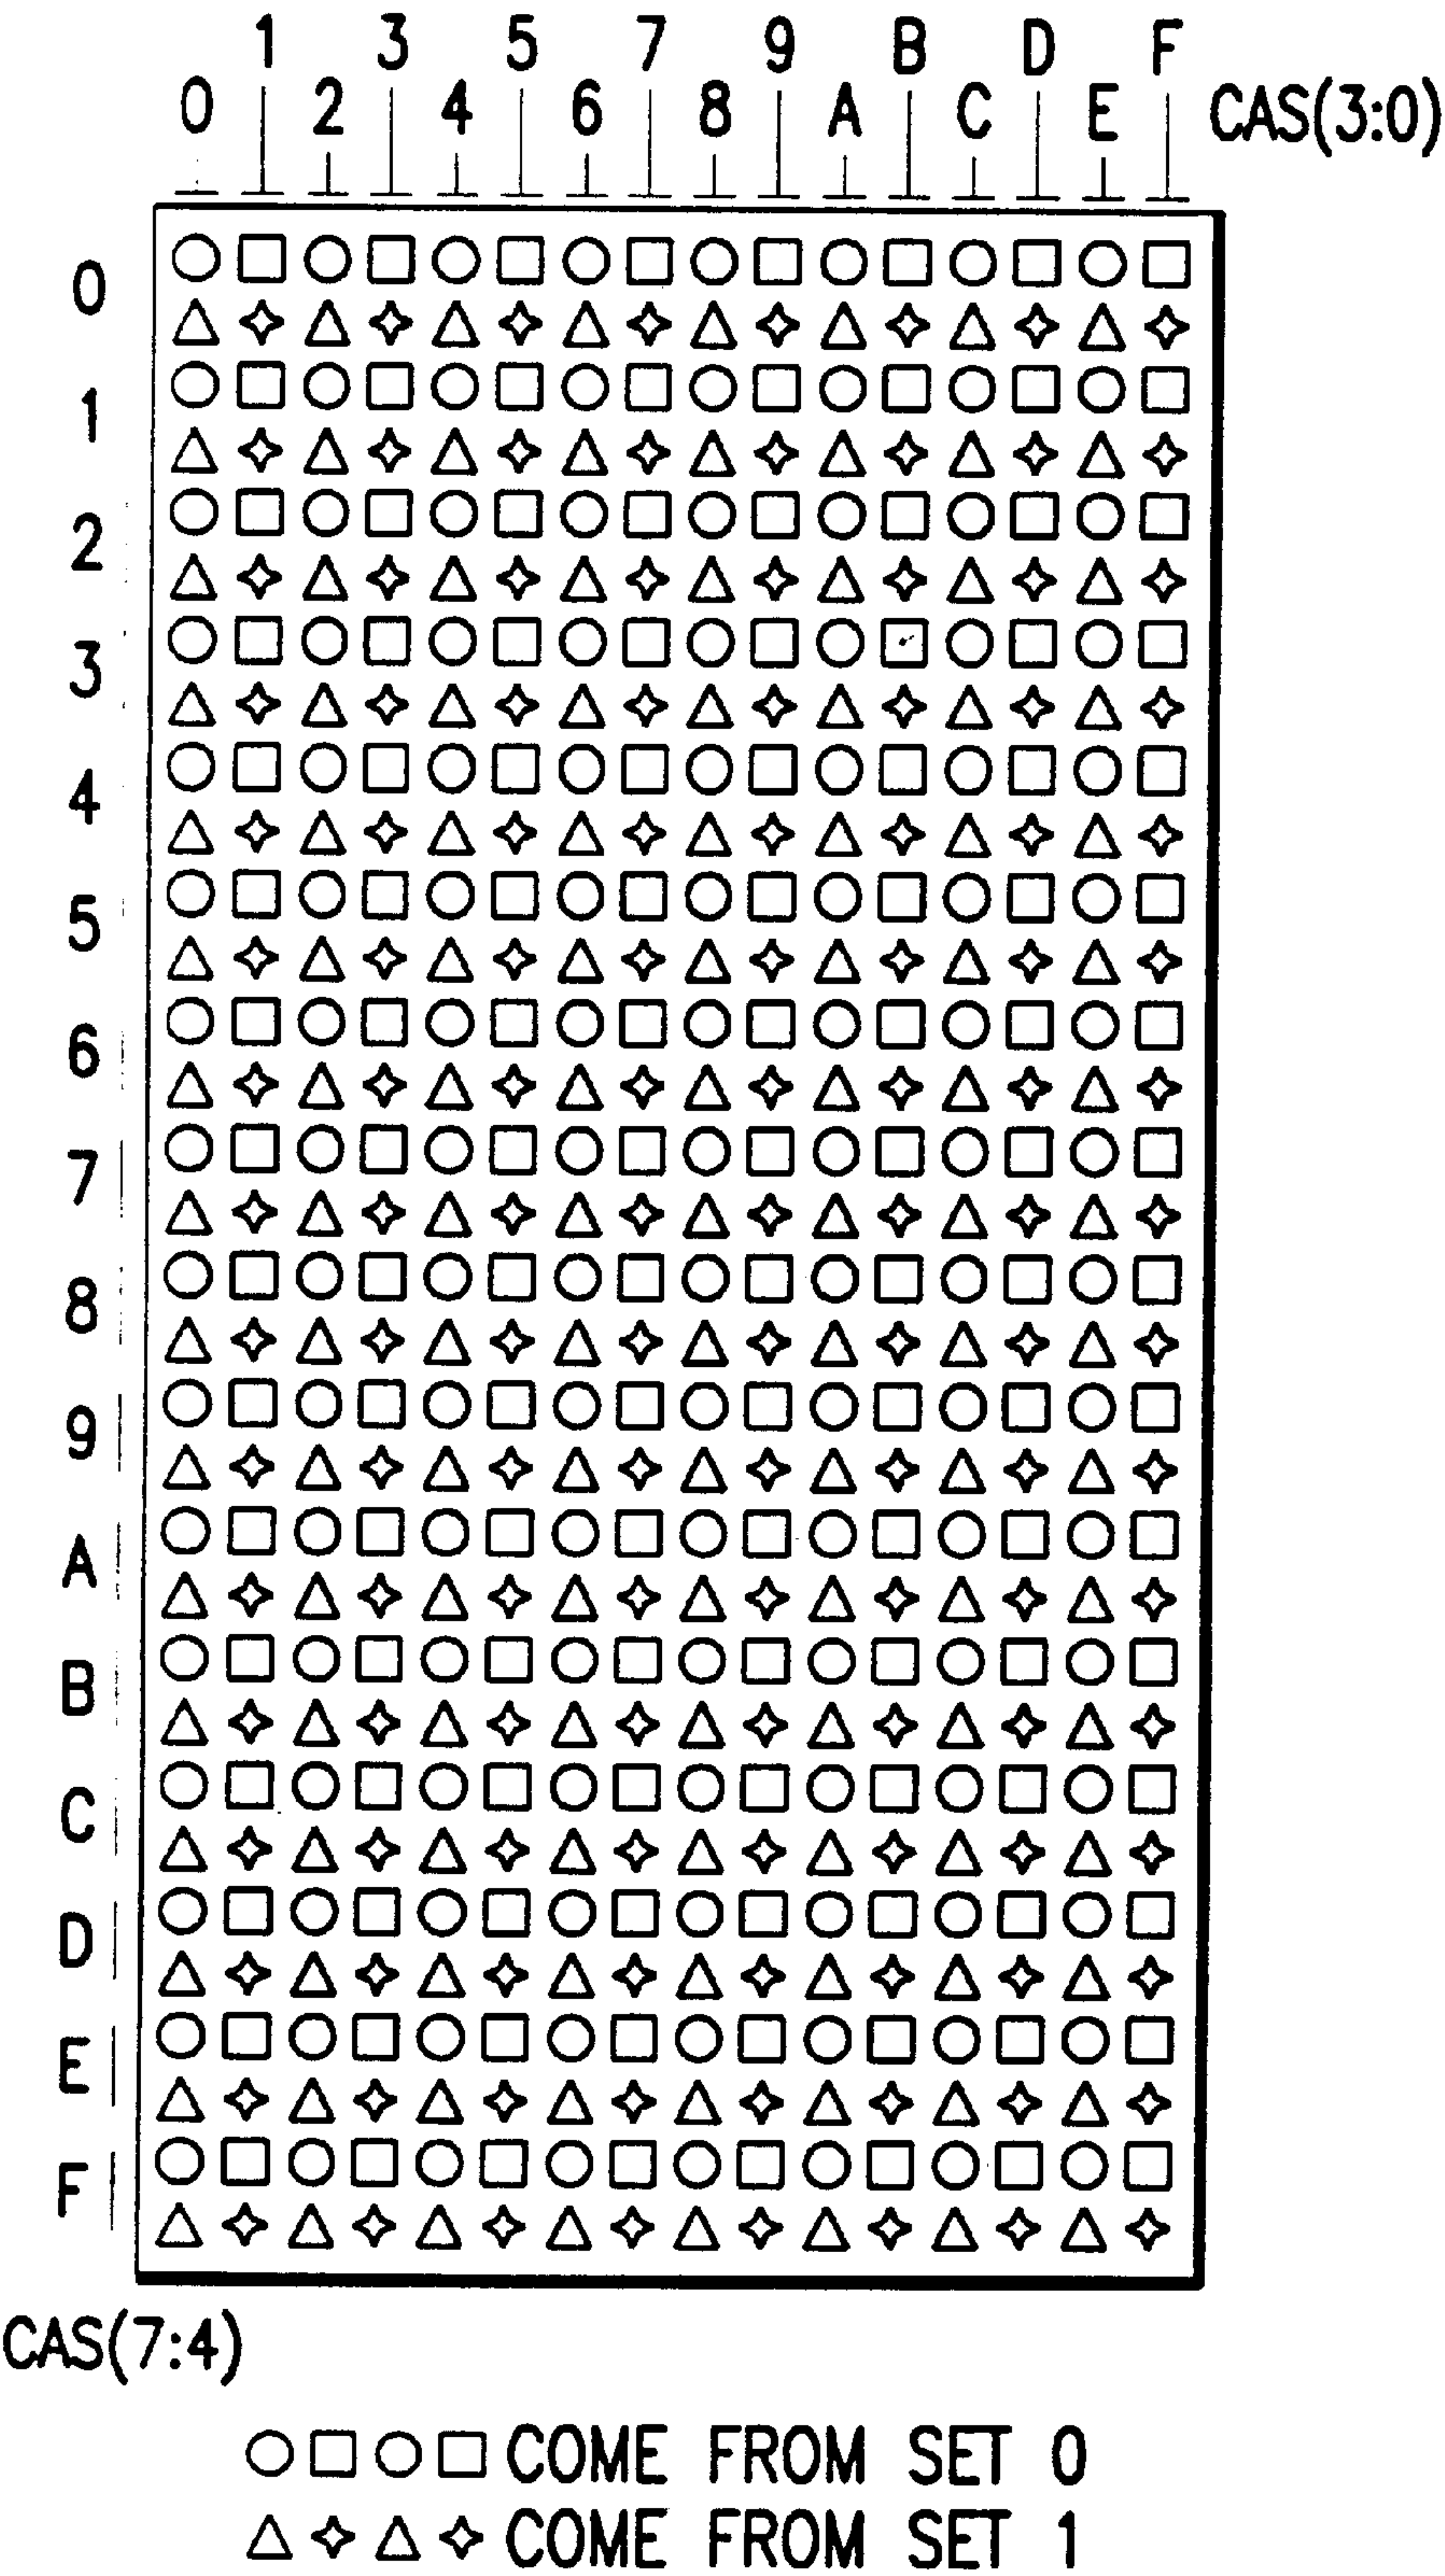 1 3 5 7 9 B D F
0 2 4 6 8 A C E CAS(3:0)
0
1
2
3
4
5
6
7
8
9
A
B
C
D
E
F
CAS(7:4)
COME FROM SET 0
COME FROM SET 1